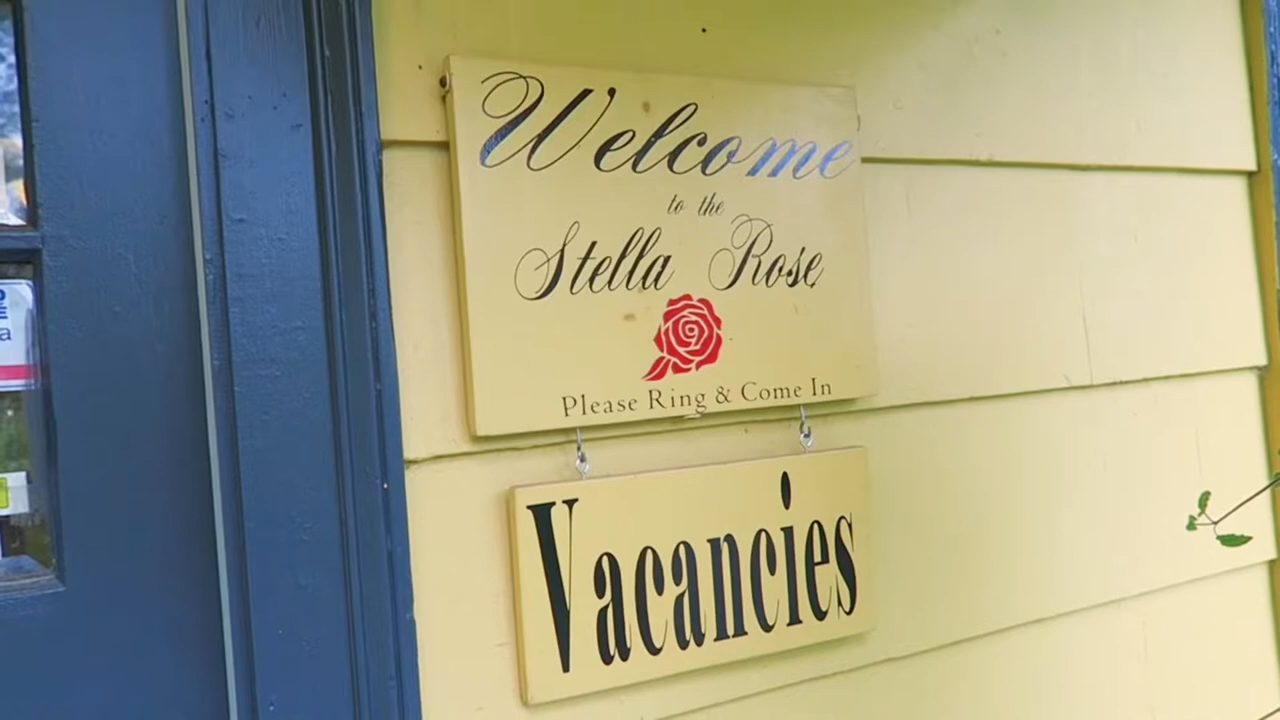 Welcome
to the
Stella Rose
Please Ring & Come In
Vacancies